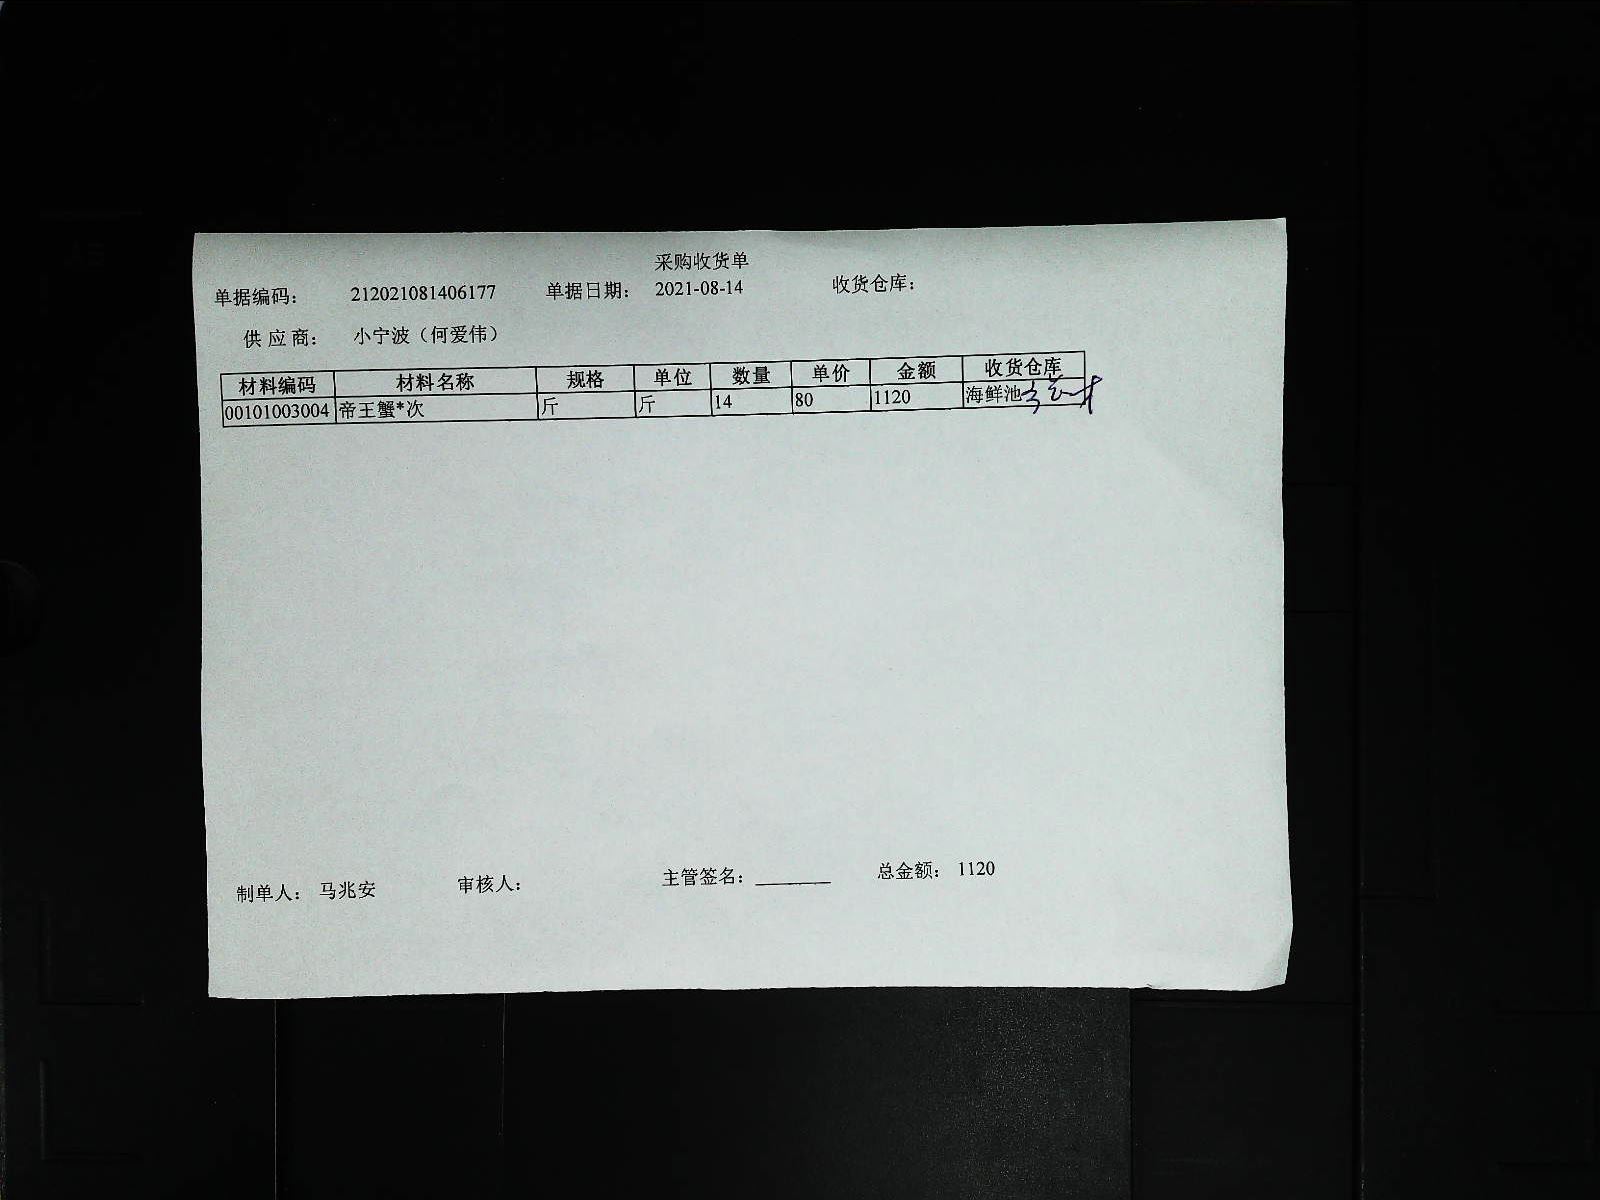 采购收货单
单据编码： 212021081406177 单据日期： 2021-08-14 收货仓库：
供 应 商： 小宁波（何爱伟）
材料编码 材料名称 规格 单位 数量 单价 金额 收货仓库
00101003004 帝王蟹*次 斤 斤 14 80 1120 海鲜池
制单人： 马兆安 审核人： 主管签名： ________ 总金额： 1120